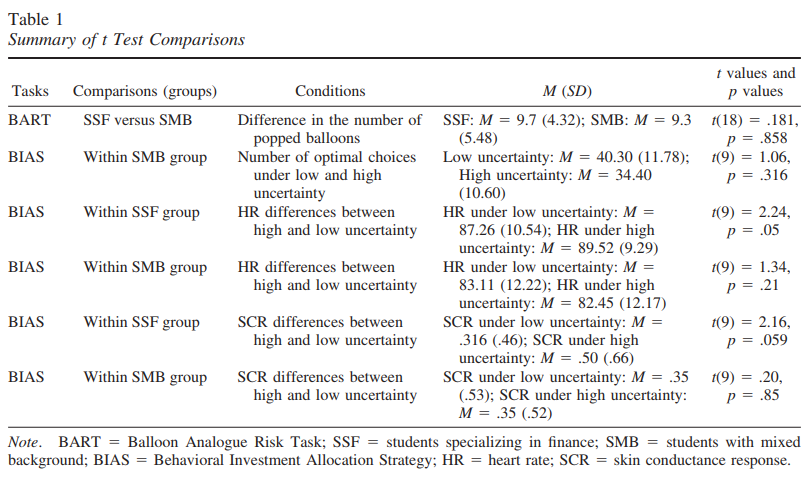 Table 1
Summary of t Test Comparisons
Tasks Comparisons (groups) Conditions M (SD) t values and p values
BART SSF versus SMB Difference in the number of popped balloons SSF: M = 9.7 (4.32); SMB: M = 9.3 (5.48) t(18) = .181, p = .858
BIAS Within SMB group Number of optimal choices under low and high uncertainty Low uncertainty: M = 40.30 (11.78); High uncertainty: M = 34.40 (10.60) t(9) = 1.06, p = .316
BIAS Within SSF group HR differences between high and low uncertainty HR under low uncertainty: M = 87.26 (10.54); HR under high uncertainty: M = 89.52 (9.29) t(9) = 2.24, p = .05
BIAS Within SMB group HR differences between high and low uncertainty HR under low uncertainty: M = 83.11 (12.22); HR under high uncertainty: M = 82.45 (12.17) t(9) = 1.34, p = .21
BIAS Within SSF group SCR differences between high and low uncertainty SCR under low uncertainty: M = .316 (.46); SCR under high uncertainty: M = .50 (.66) t(9) = 2.16, p = .059
BIAS Within SMB group SCR differences between high and low uncertainty SCR under low uncertainty: M = .35 (.53); SCR under high uncertainty: M = .35 (.52) t(9) = .20, p = .85
Note. BART = Balloon Analogue Risk Task; SSF = students specializing in finance; SMB = students with mixed
background; BIAS = Behavioral Investment Allocation Strategy; HR = heart rate; SCR = skin conductance response.